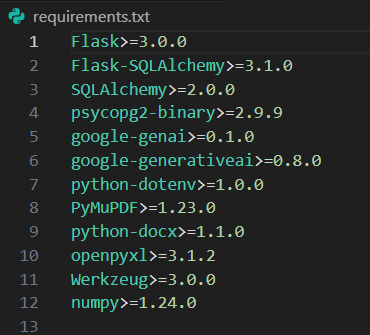 requirements.txt
1 Flask>=3.0.0
2 Flask-SQLAlchemy>=3.1.0
3 SQLAlchemy>=2.0.0
4 psycopg2-binary>=2.9.9
5 google-genai>=0.1.0
6 google-generativeai>=0.8.0
7 python-dotenv>=1.0.0
8 PyMuPDF>=1.23.0
9 python-docx>=1.1.0
10 openpyxl>=3.1.2
11 Werkzeug>=3.0.0
12 numpy>=1.24.0
13